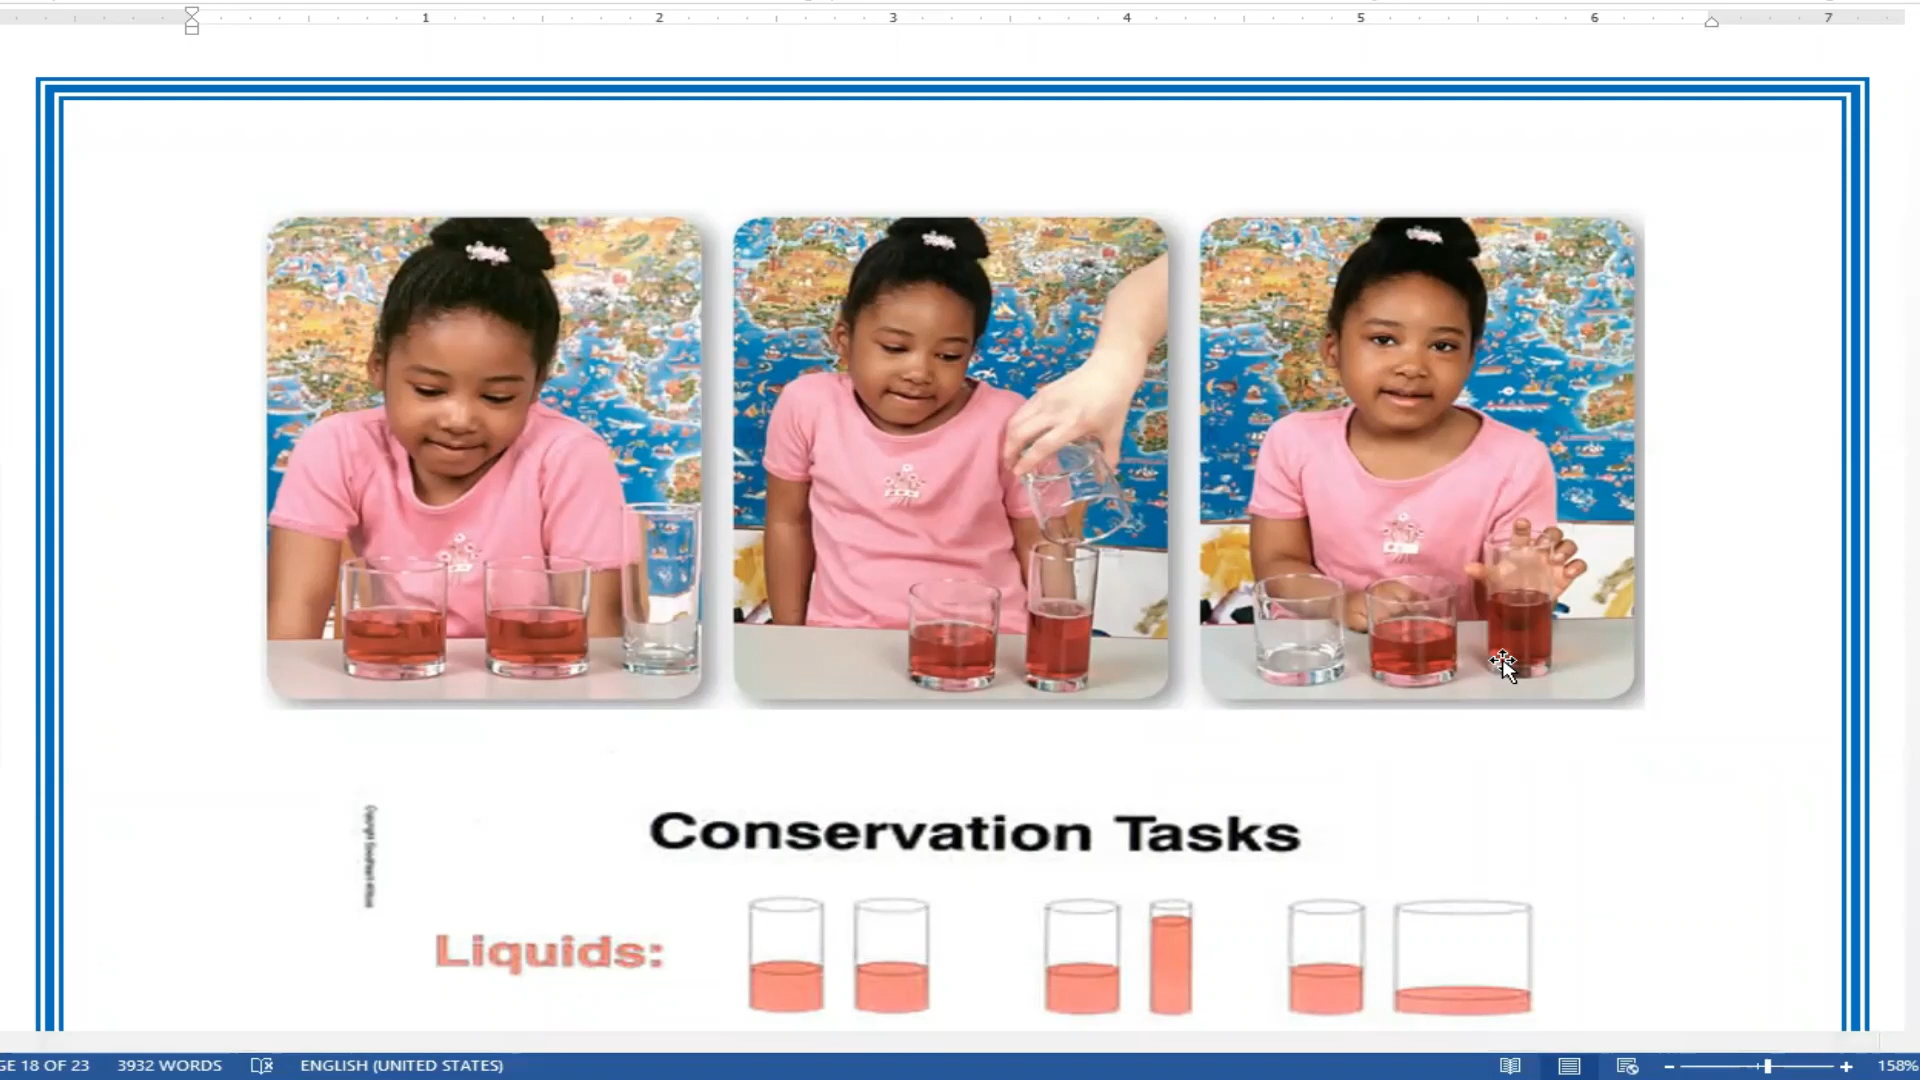 1 2 3 4 5 6 7
Conservation Tasks
Liquids:
GE 18 OF 23 3932 WORDS ENGLISH (UNITED STATES) 158%